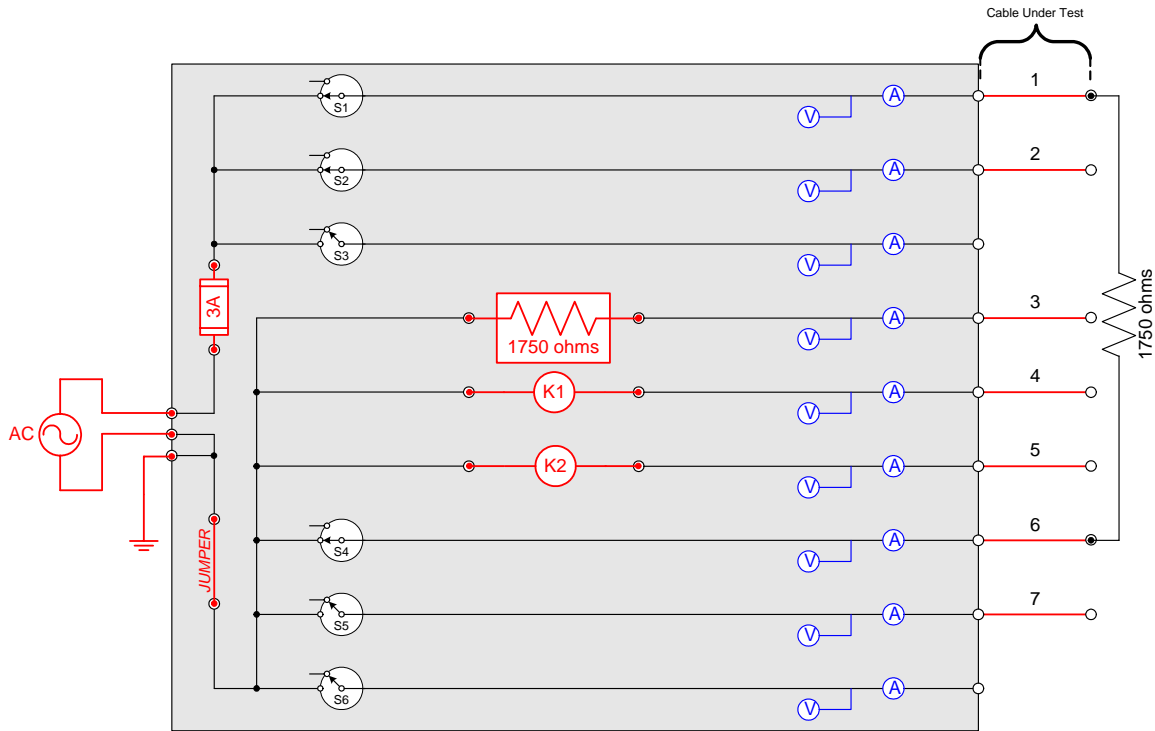 Cable Under Test
S1
V
A
1
S2
V
A
2
S3
V
A
3A
1750 ohms
V
A
3
1750 ohms
K1
V
A
4
AC
K2
V
A
5
JUMPER
S4
V
A
6
S5
V
A
7
S6
V
A